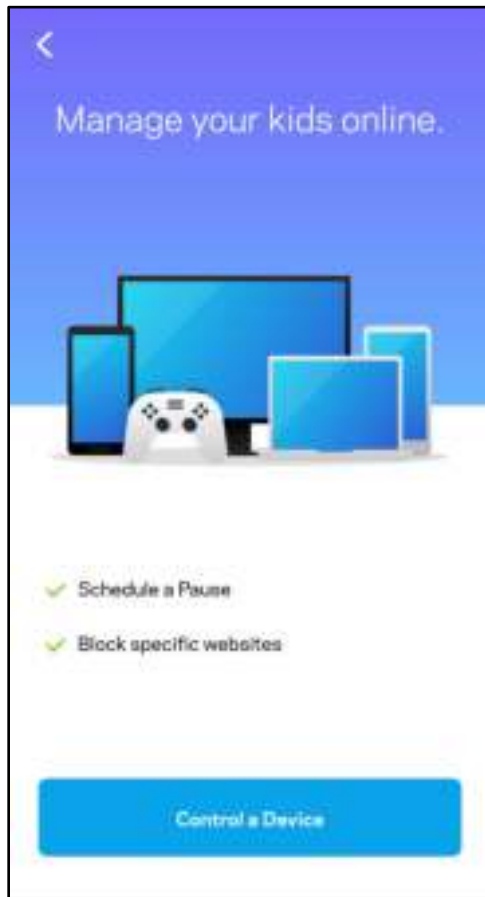 Manage your kids online.
Schedule a Pause
Block specific websites
Control a Device